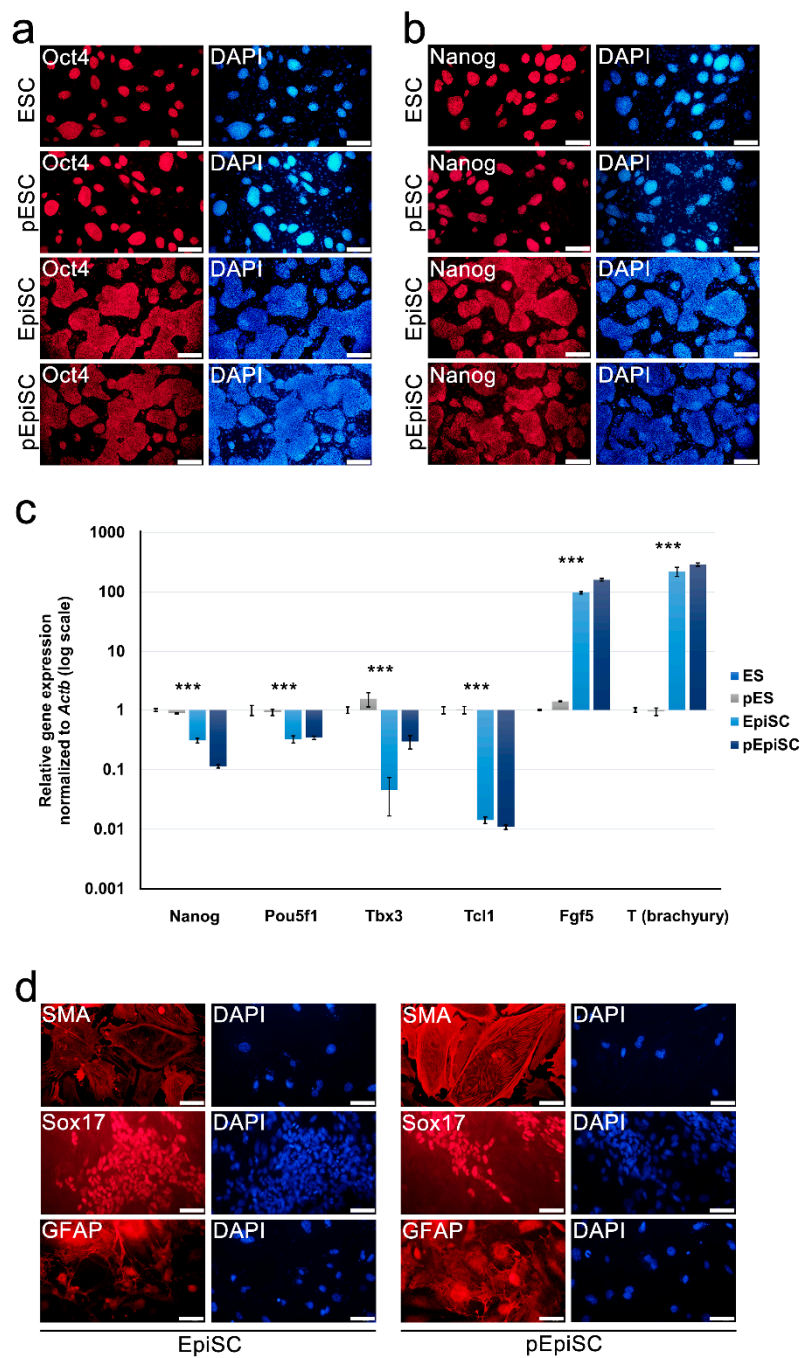 a
b
Oct4 DAPI Nanog DAPI
ESC ESC
Oct4 DAPI Nanog DAPI
pESC pESC
Oct4 DAPI Nanog DAPI
EpiSC EpiSC
Oct4 DAPI Nanog DAPI
pEpiSC pEpiSC
c
Relative gene expression
normalized to Actb (log scale)
1000
100
10
1
0.1
0.01
0.001
*** *** *** *** *** ***
ES
pES
EpiSC
pEpiSC
Nanog Pou5f1 Tbx3 Tcl1 Fgf5 T (brachyury)
d
SMA DAPI SMA DAPI
Sox17 DAPI Sox17 DAPI
GFAP DAPI GFAP DAPI
EpiSC pEpiSC